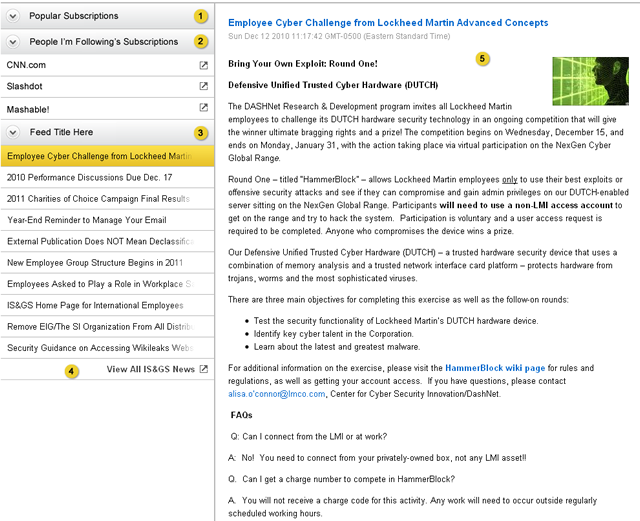 Popular Subscriptions 1
People I'm Following's Subscriptions 2
CNN.com
Slashdot
Mashable!
Feed Title Here 3
Employee Cyber Challenge from Lockheed Martin
2010 Performance Discussions Due Dec. 17
2011 Charities of Choice Campaign Final Results
Year-End Reminder to Manage Your Email
External Publication Does NOT Mean Declassific
New Employee Group Structure Begins in 2011
Employees Asked to Play a Role in Workplace S
IS&GS Home Page for International Employees
Remove EIG/The SI Organization From All Distrib
Security Guidance on Accessing Wikileaks Webs
4 View All IS&GS News
Employee Cyber Challenge from Lockheed Martin Advanced Concepts
Sun Dec 12 2010 11:17:42 GMT-0500 (Eastern Standard Time)
5
Bring Your Own Exploit: Round One!
Defensive Unified Trusted Cyber Hardware (DUTCH)
The DASHNet Research & Development program invites all Lockheed Martin
employees to challenge its DUTCH hardware security technology in an ongoing competition that will give
the winner ultimate bragging rights and a prize! The competition begins on Wednesday, December 15, and
ends on Monday, January 31, with the action taking place via virtual participation on the NexGen Cyber
Global Range.
Round One – titled "HammerBlock" – allows Lockheed Martin employees only to use their best exploits or
offensive security attacks and see if they can compromise and gain admin privileges on our DUTCH-enabled
server sitting on the NexGen Global Range. Participants will need to use a non-LMI access account to
get on the range and try to hack the system. Participation is voluntary and a user access request is
required to be completed. Anyone who compromises the device wins a prize.
Our Defensive Unified Trusted Cyber Hardware (DUTCH) – a trusted hardware security device that uses a
combination of memory analysis and a trusted network interface card platform – protects hardware from
trojans, worms and the most sophisticated viruses.
There are three main objectives for completing this exercise as well as the follow-on rounds:
• Test the security functionality of Lockheed Martin's DUTCH hardware device.
• Identify key cyber talent in the Corporation.
• Learn about the latest and greatest malware.
For additional information on the exercise, please visit the HammerBlock wiki page for rules and
regulations, as well as getting your account access. If you have questions, please contact
alisa.o'connor@lmco.com, Center for Cyber Security Innovation/DashNet.
FAQs
Q: Can I connect from the LMI or at work?
A: No! You need to connect from your privately-owned box, not any LMI asset!!
Q. Can I get a charge number to compete in HammerBlock?
A. You will not receive a charge code for this activity. Any work will need to occur outside regularly
scheduled working hours.